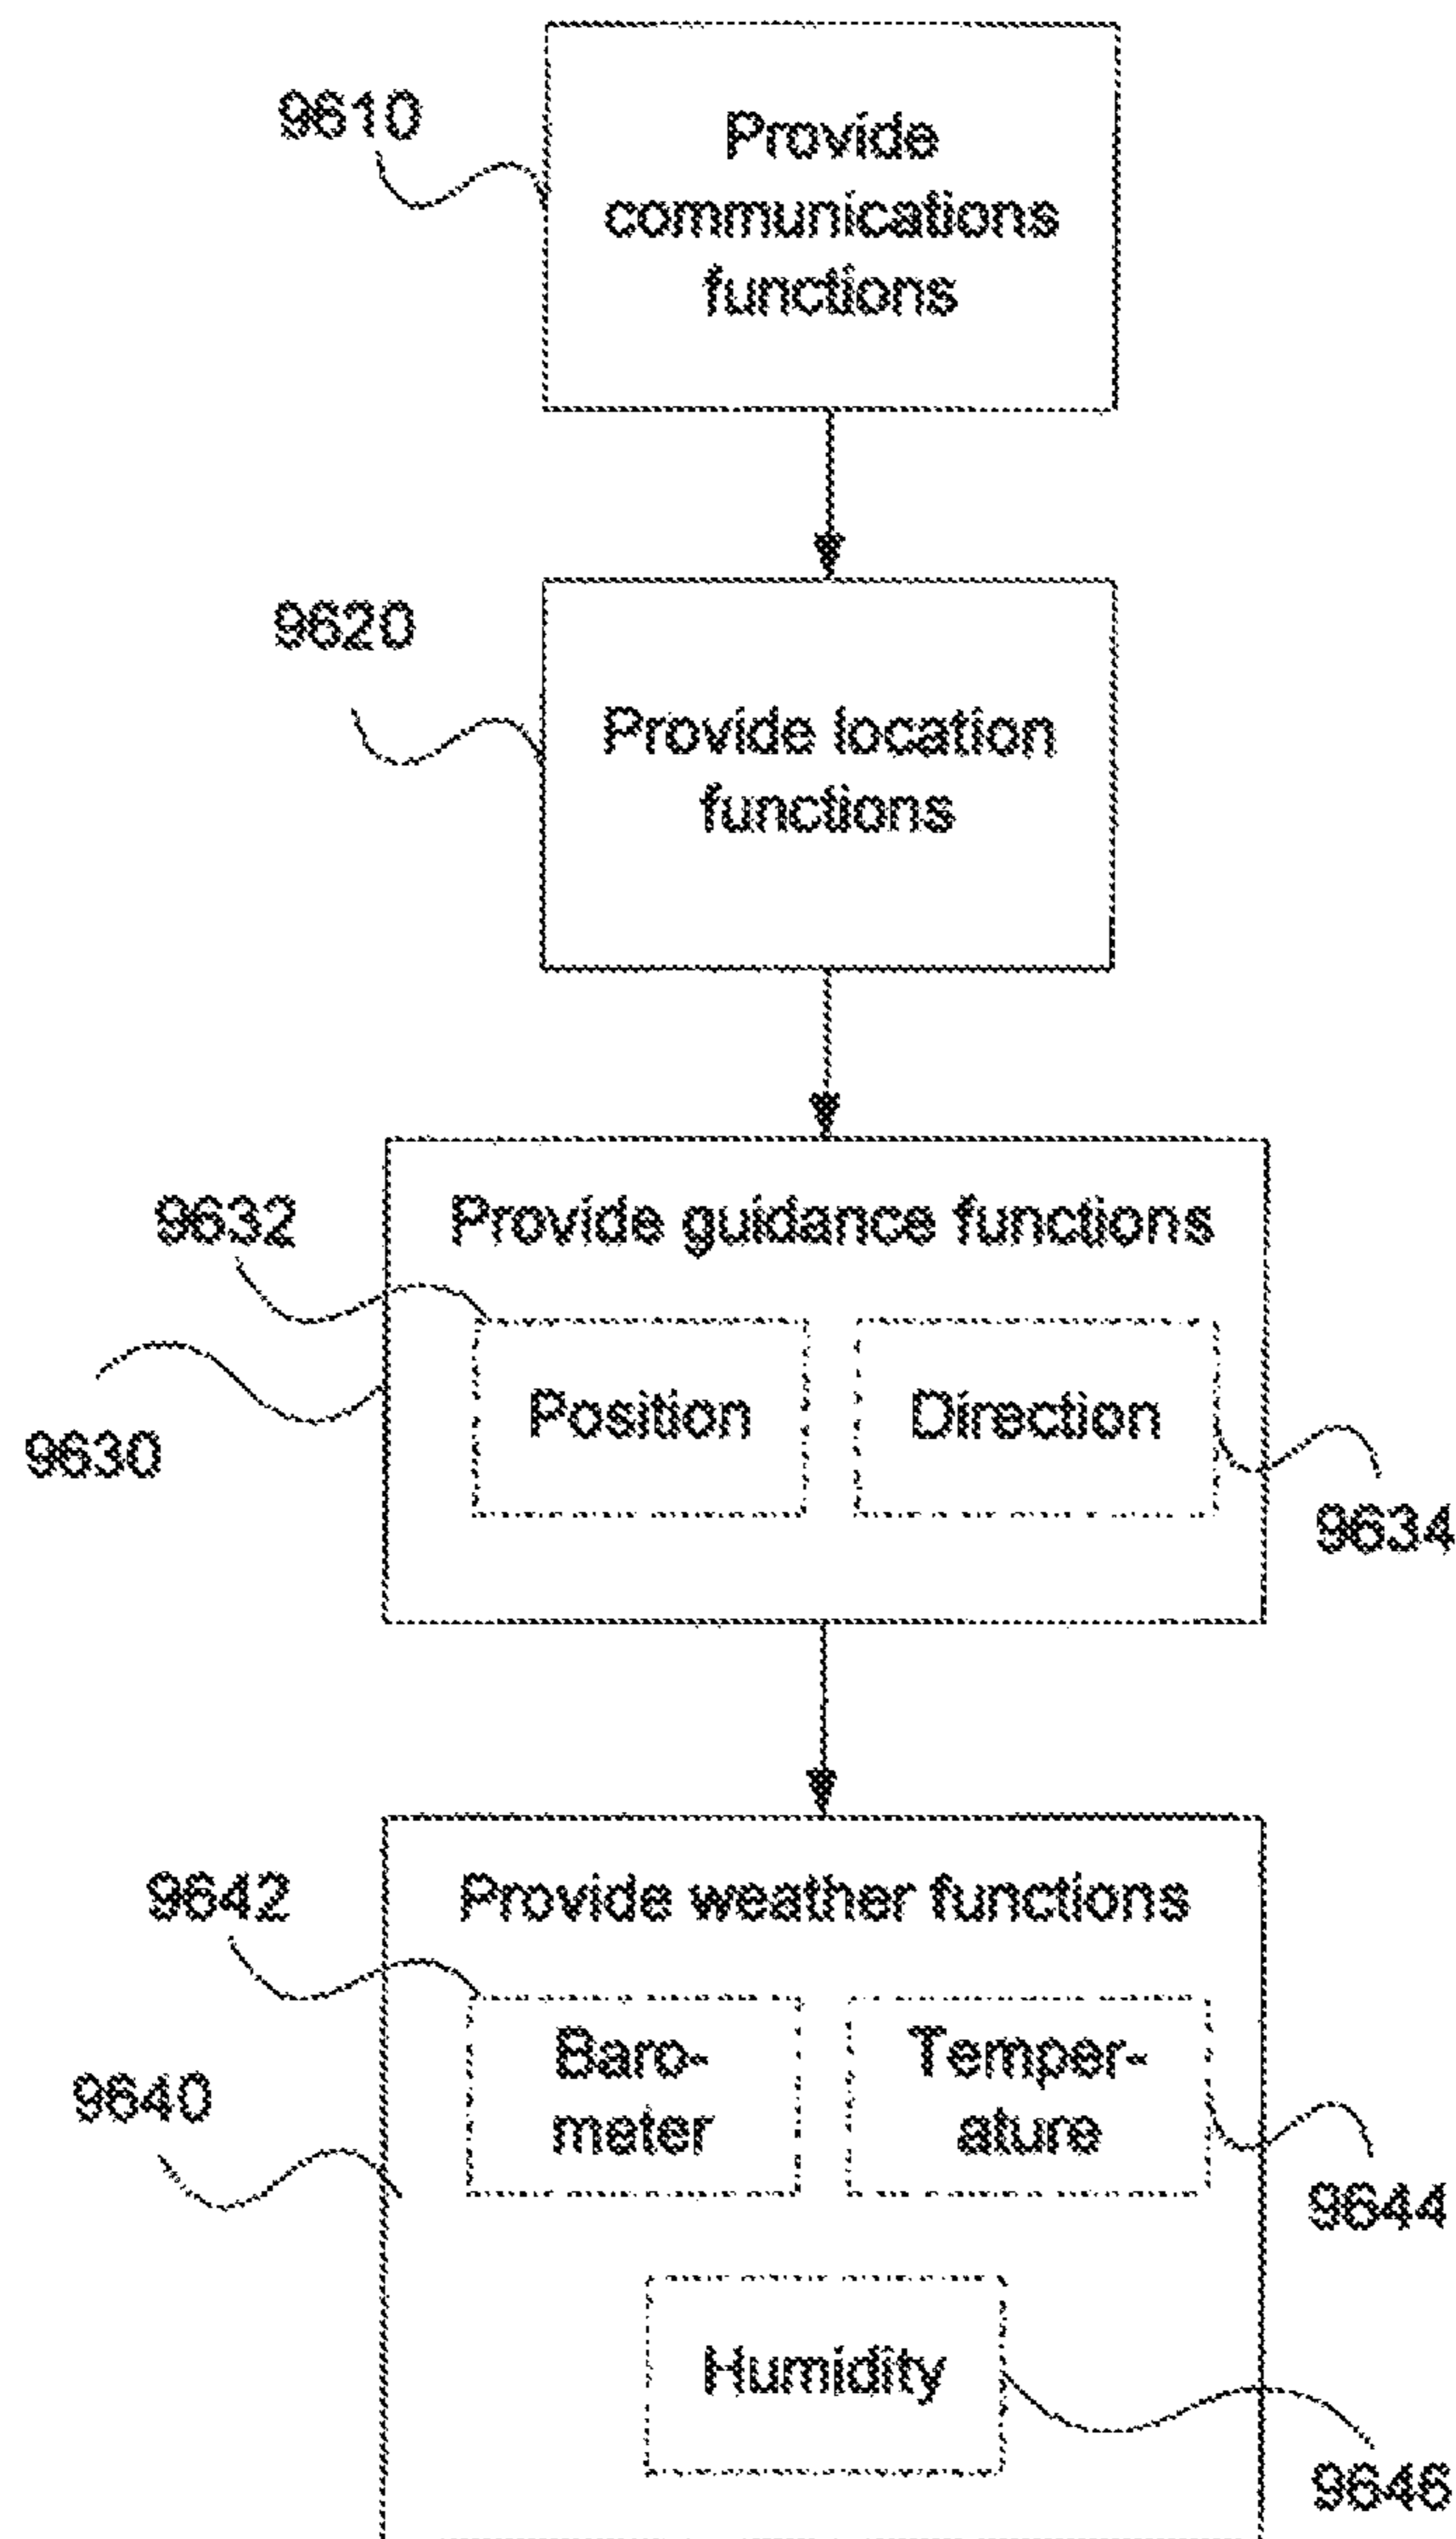 9610
Provide
communications
functions
9620
Provide location
functions
9632
Provide guidance functions
Position
Direction
9630
9634
9642
Provide weather functions
Baro-
meter
Temper-
ature
9640
9644
Humidity
9646